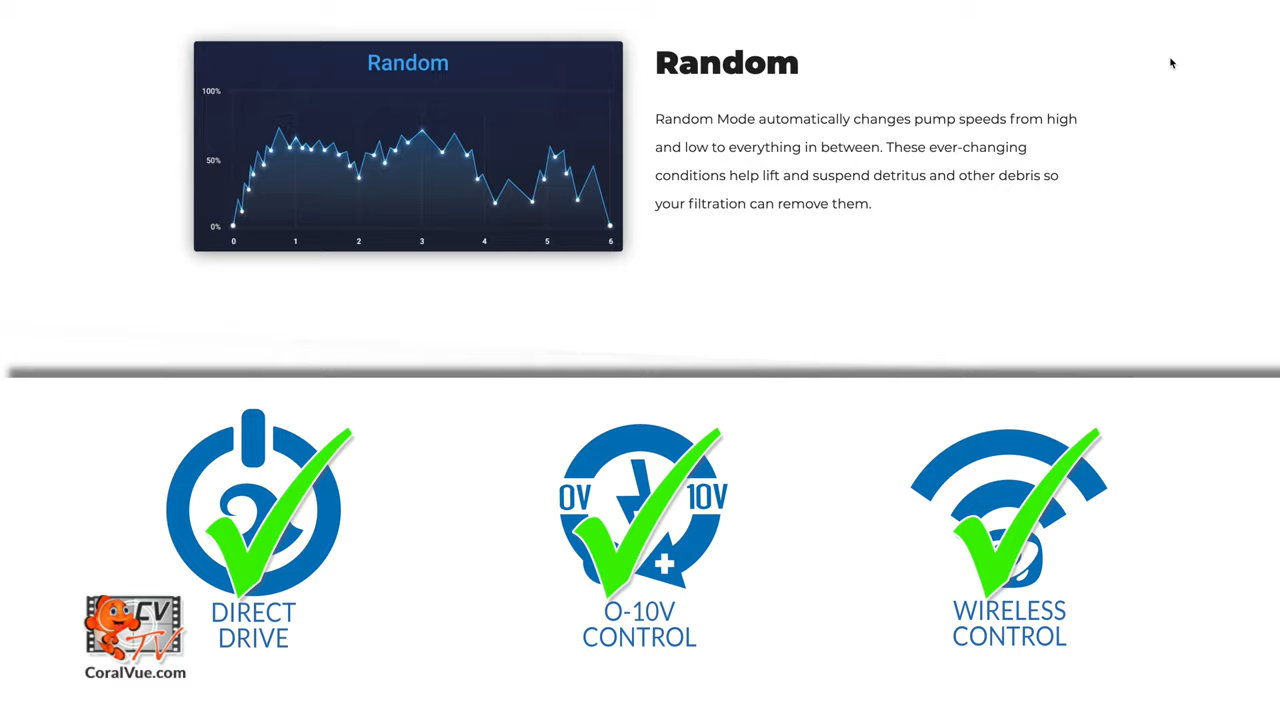 Random
100%
50%
0%
0 1 2 3 4 5 6
Random
Random Mode automatically changes pump speeds from high
and low to everything in between. These ever-changing
conditions help lift and suspend detritus and other debris so
your filtration can remove them.
0V
10V
DIRECT
DRIVE
0-10V
CONTROL
WIRELESS
CONTROL
CV
TV
CoralVue.com